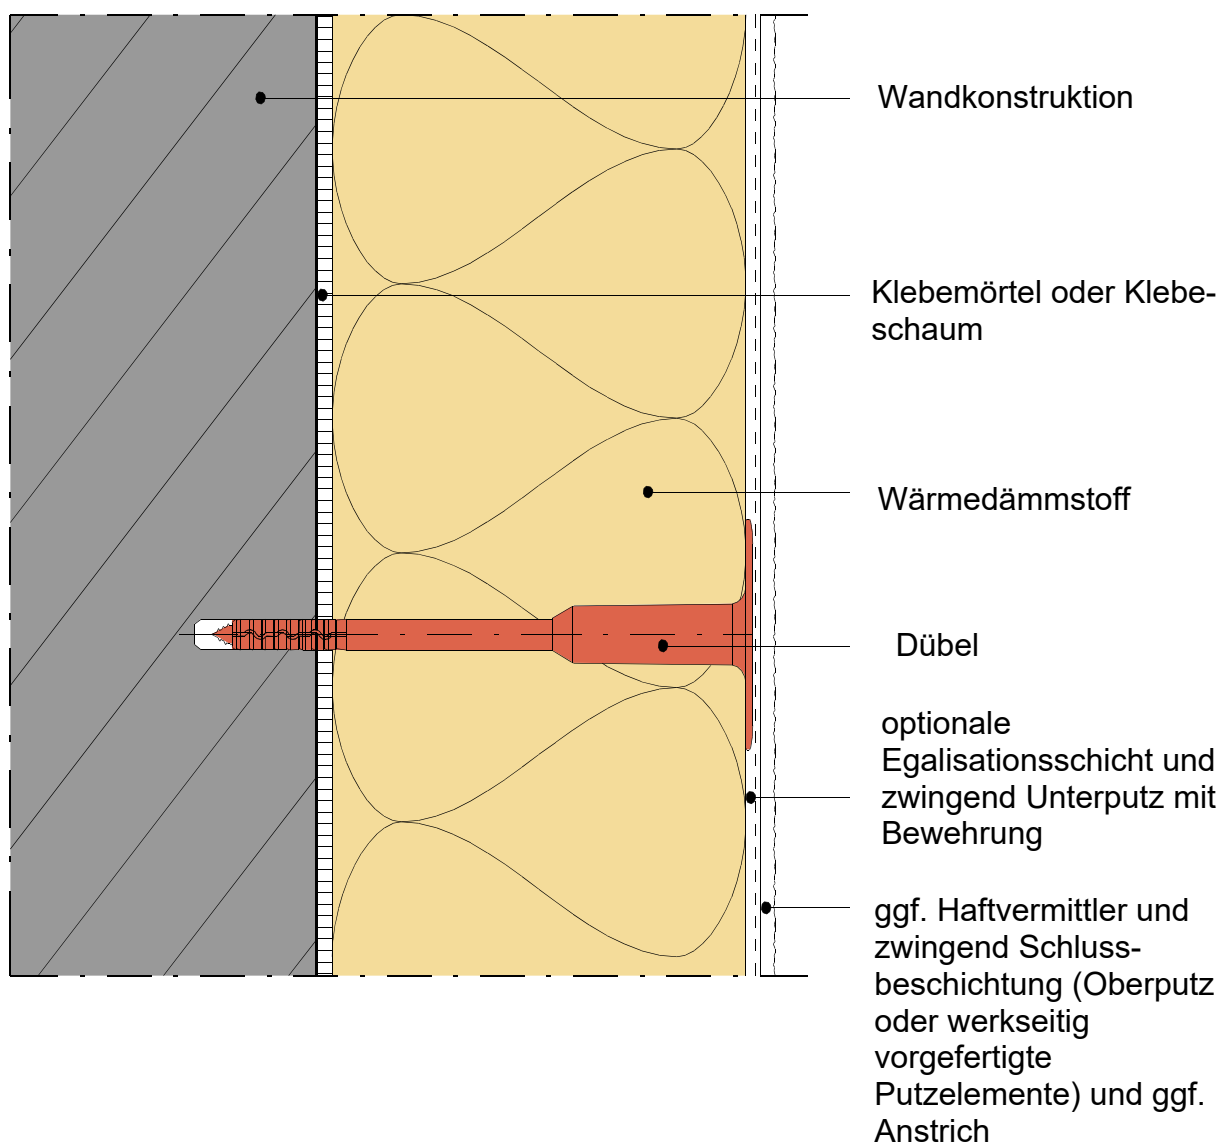 Wandkonstruktion
Klebemörtel oder Klebe-
schaum
Wärmedämmstoff
Dübel
optionale
Egalisationsschicht und
zwingend Unterputz mit
Bewehrung
ggf. Haftvermittler und
zwingend Schluss-
beschichtung (Oberputz
oder werkseitig
vorgefertigte
Putzelemente) und ggf.
Anstrich